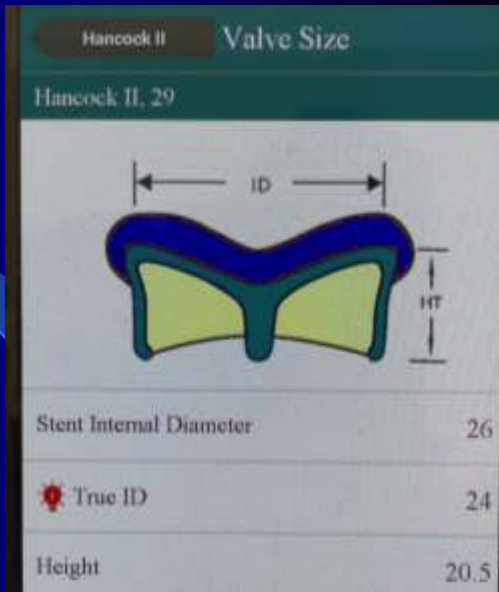 Hancock II
Valve Size
Hancock II, 29
ID
HT
Stent Internal Diameter 26
True ID 24
Height 20.5